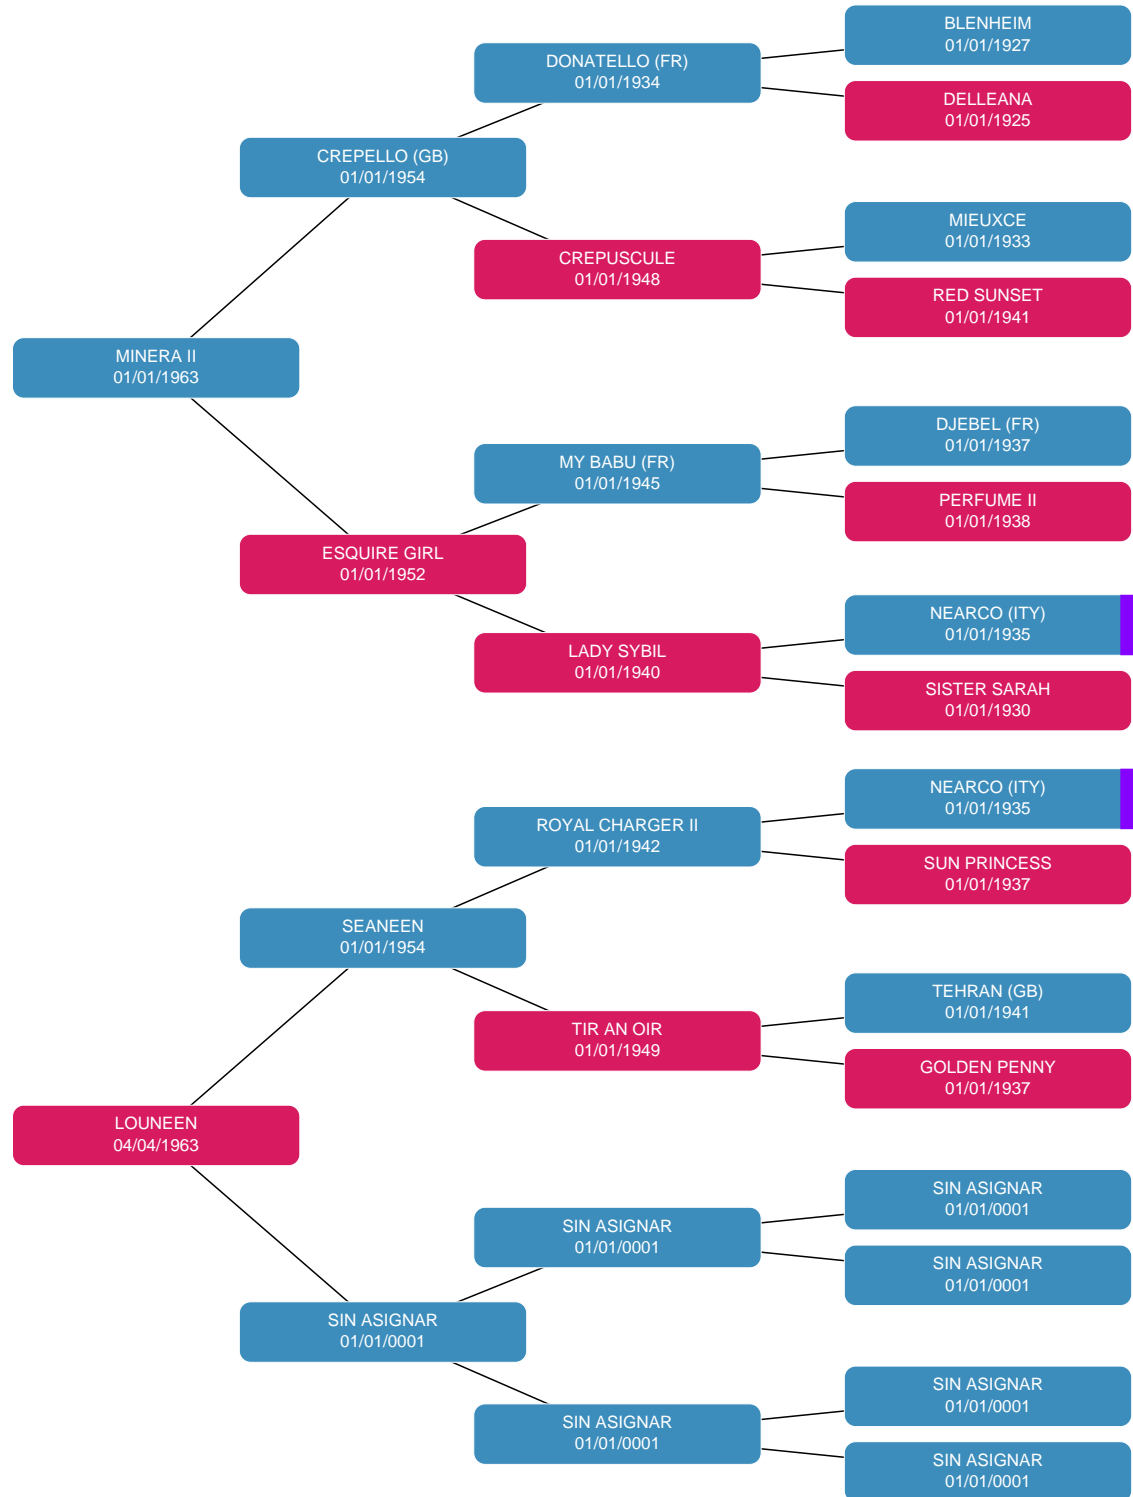 BLENHEIM
01/01/1927
DONATELLO (FR)
01/01/1934
DELLEANA
01/01/1925
CREPELLO (GB)
01/01/1954
MIEUXCE
01/01/1933
CREPUSCULE
01/01/1948
RED SUNSET
01/01/1941
MINERA II
01/01/1963
DJEBEL (FR)
01/01/1937
MY BABU (FR)
01/01/1945
PERFUME II
01/01/1938
ESQUIRE GIRL
01/01/1952
NEARCO (ITY)
01/01/1935
LADY SYBIL
01/01/1940
SISTER SARAH
01/01/1930
NEARCO (ITY)
01/01/1935
ROYAL CHARGER II
01/01/1942
SUN PRINCESS
01/01/1937
SEANEEN
01/01/1954
TEHRAN (GB)
01/01/1941
TIR AN OIR
01/01/1949
GOLDEN PENNY
01/01/1937
LOUNEEN
04/04/1963
SIN ASIGNAR
01/01/0001
SIN ASIGNAR
01/01/0001
SIN ASIGNAR
01/01/0001
SIN ASIGNAR
01/01/0001
SIN ASIGNAR
01/01/0001
SIN ASIGNAR
01/01/0001
SIN ASIGNAR
01/01/0001